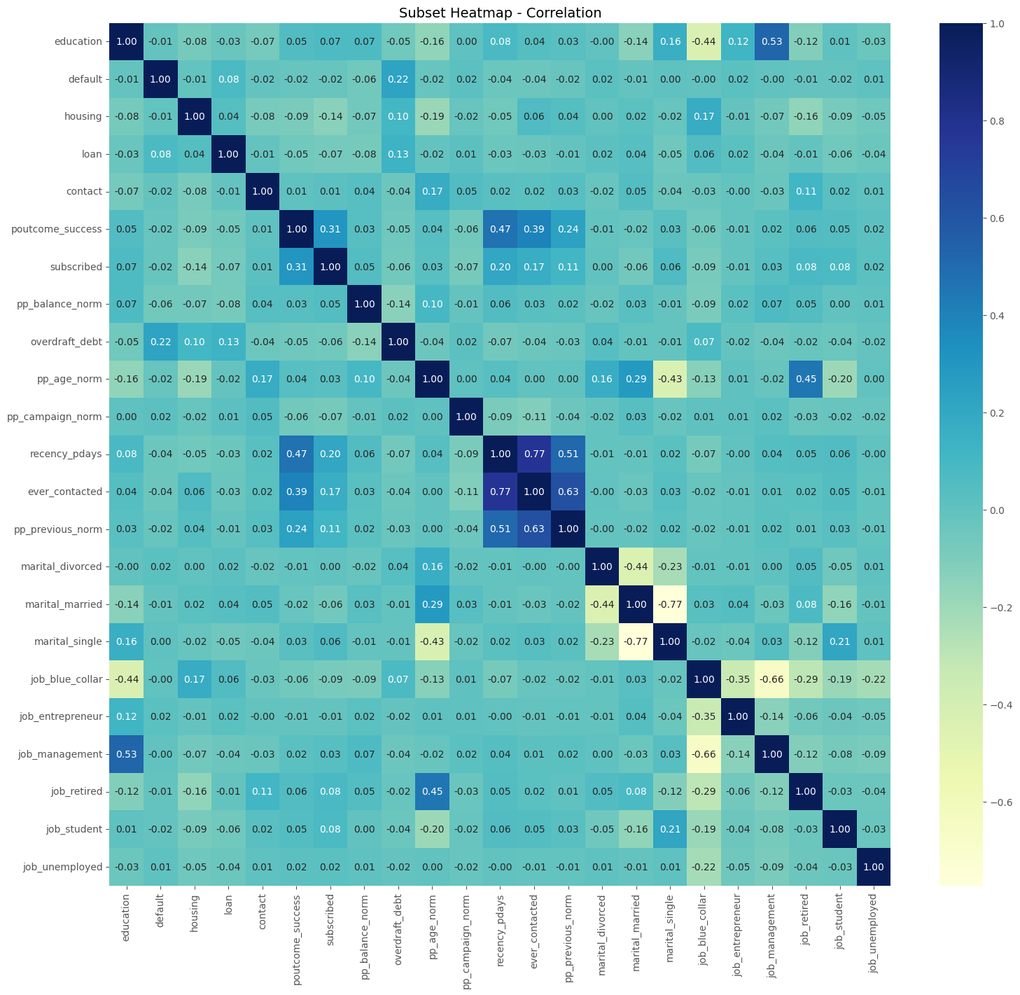 Subset Heatmap - Correlation
education 1.00 -0.01 -0.08 -0.03 -0.07 0.05 0.07 0.07 -0.05 -0.16 0.00 0.08 0.04 0.03 -0.00 -0.14 0.16 -0.44 0.12 0.53 -0.12 0.01 -0.03
default -0.01 1.00 -0.01 0.08 -0.02 -0.02 -0.02 -0.06 0.22 -0.02 0.02 -0.04 -0.04 -0.02 0.02 -0.01 0.00 0.00 0.02 -0.00 -0.01 -0.02 0.01
housing -0.08 -0.01 1.00 0.04 -0.08 -0.09 -0.14 -0.07 0.10 -0.19 -0.02 -0.05 0.06 0.04 0.00 0.02 -0.02 0.17 -0.01 -0.07 -0.16 -0.09 -0.05
loan -0.03 0.08 0.04 1.00 -0.01 -0.05 -0.07 -0.08 0.13 -0.02 0.01 -0.03 -0.03 -0.01 0.02 0.04 -0.05 0.06 0.02 -0.04 -0.01 -0.06 -0.04
contact -0.07 -0.02 -0.08 -0.01 1.00 0.01 0.01 0.04 -0.04 0.17 0.05 0.02 0.02 0.03 -0.02 0.05 -0.04 -0.03 -0.00 -0.03 0.11 0.02 0.01
poutcome_success 0.05 -0.02 -0.09 -0.05 0.01 1.00 0.31 0.03 -0.05 0.04 -0.06 0.47 0.39 0.24 -0.01 -0.02 0.03 -0.06 -0.01 0.02 0.06 0.05 0.02
subscribed 0.07 -0.02 -0.14 -0.07 0.01 0.31 1.00 0.05 -0.06 0.03 -0.07 0.20 0.17 0.11 0.00 -0.06 0.06 -0.09 -0.01 0.03 0.08 0.08 0.02
pp_balance_norm 0.07 -0.06 -0.07 -0.08 0.04 0.03 0.05 1.00 -0.14 0.10 -0.01 0.06 0.03 0.02 -0.02 0.03 -0.01 -0.09 0.02 0.07 0.05 0.00 0.01
overdraft_debt -0.05 0.22 0.10 0.13 -0.04 -0.05 -0.06 -0.14 1.00 -0.04 0.02 -0.07 -0.04 -0.03 0.04 -0.01 -0.01 0.07 -0.02 -0.04 -0.02 -0.04 -0.02
pp_age_norm -0.16 -0.02 -0.19 -0.02 0.17 0.04 0.03 0.10 -0.04 1.00 0.00 0.04 0.00 0.00 0.16 0.29 -0.43 -0.13 0.01 -0.02 0.45 -0.20 0.00
pp_campaign_norm 0.00 0.02 -0.02 0.01 0.05 -0.06 -0.07 -0.01 0.02 0.00 1.00 -0.09 -0.11 -0.04 -0.02 0.03 -0.02 0.01 0.01 0.02 -0.03 -0.02 -0.02
recency_pdays 0.08 -0.04 -0.05 -0.03 0.02 0.47 0.20 0.06 -0.07 0.04 -0.09 1.00 0.77 0.51 -0.01 -0.01 0.02 -0.07 -0.00 0.04 0.05 0.06 -0.00
ever_contacted 0.04 -0.04 0.06 -0.03 0.02 0.39 0.17 0.03 -0.04 0.00 -0.11 0.77 1.00 0.63 -0.00 -0.03 0.03 -0.02 -0.01 0.01 0.02 0.05 -0.01
pp_previous_norm 0.03 -0.02 0.04 -0.01 0.03 0.24 0.11 0.02 -0.03 0.00 -0.04 0.51 0.63 1.00 -0.00 -0.02 0.02 -0.02 -0.01 0.02 0.01 0.03 -0.01
marital_divorced -0.00 0.02 0.00 0.02 -0.02 -0.01 0.00 -0.02 0.04 0.16 -0.02 -0.01 -0.00 -0.00 1.00 -0.44 -0.23 -0.01 -0.01 0.00 0.05 -0.05 0.01
marital_married -0.14 -0.01 0.02 0.04 0.05 -0.02 -0.06 0.03 -0.01 0.29 0.03 -0.01 -0.03 -0.02 -0.44 1.00 -0.77 0.03 0.04 -0.03 0.08 -0.16 -0.01
marital_single 0.16 0.00 -0.02 -0.05 -0.04 0.03 0.06 -0.01 -0.01 -0.43 -0.02 0.02 0.03 0.02 -0.23 -0.77 1.00 -0.02 -0.04 0.03 -0.12 0.21 0.01
job_blue_collar -0.44 0.00 0.17 0.06 -0.03 -0.06 -0.09 -0.09 0.07 -0.13 0.01 -0.07 -0.02 -0.02 -0.01 0.03 -0.02 1.00 -0.35 -0.66 -0.29 -0.19 -0.22
job_entrepreneur 0.12 0.02 -0.01 0.02 -0.00 -0.01 -0.01 0.02 -0.02 0.01 0.01 -0.00 -0.01 -0.01 -0.01 0.04 -0.04 -0.35 1.00 -0.14 -0.06 -0.04 -0.05
job_management 0.53 -0.00 -0.07 -0.04 -0.03 0.02 0.03 0.07 -0.04 -0.02 0.02 0.04 0.01 0.02 0.00 -0.03 0.03 -0.66 -0.14 1.00 -0.12 -0.08 -0.09
job_retired -0.12 -0.01 -0.16 -0.01 0.11 0.06 0.08 0.05 -0.02 0.45 -0.03 0.05 0.02 0.01 0.05 0.08 -0.12 -0.29 -0.06 -0.12 1.00 -0.03 -0.04
job_student 0.01 -0.02 -0.09 -0.06 0.02 0.05 0.08 0.00 -0.04 -0.20 -0.02 0.06 0.05 0.03 -0.05 -0.16 0.21 -0.19 -0.04 -0.08 -0.03 1.00 -0.03
job_unemployed -0.03 0.01 -0.05 -0.04 0.01 0.02 0.02 0.01 -0.02 0.00 -0.02 -0.00 -0.01 -0.01 0.01 -0.01 0.01 -0.22 -0.05 -0.09 -0.04 -0.03 1.00
education default housing loan contact poutcome_success subscribed pp_balance_norm overdraft_debt pp_age_norm pp_campaign_norm recency_pdays ever_contacted pp_previous_norm marital_divorced marital_married marital_single job_blue_collar job_entrepreneur job_management job_retired job_student job_unemployed
1.0
0.8
0.6
0.4
0.2
0.0
−0.2
−0.4
−0.6